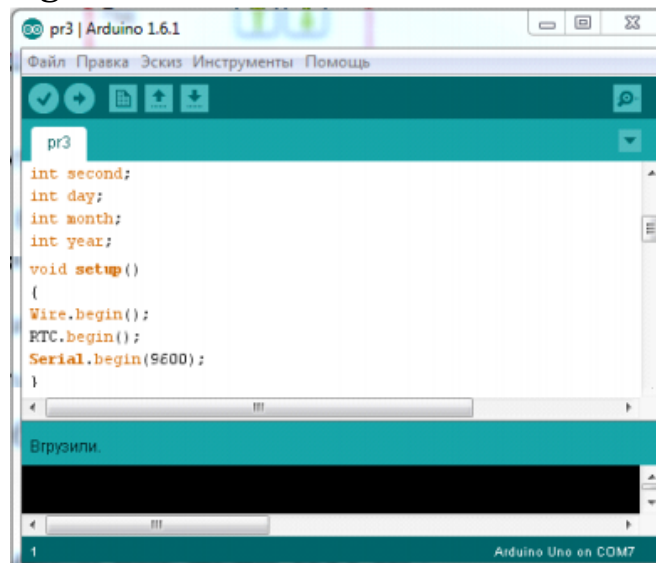 pr3 | Arduino 1.6.1
Файл Правка Эскиз Инструменты Помощь
pr3
int second;
int day;
int month;
int year;
void setup()
{
Wire.begin();
RTC.begin();
Serial.begin(9600);
}
Вгрузили.
1
Arduino Uno on COM7